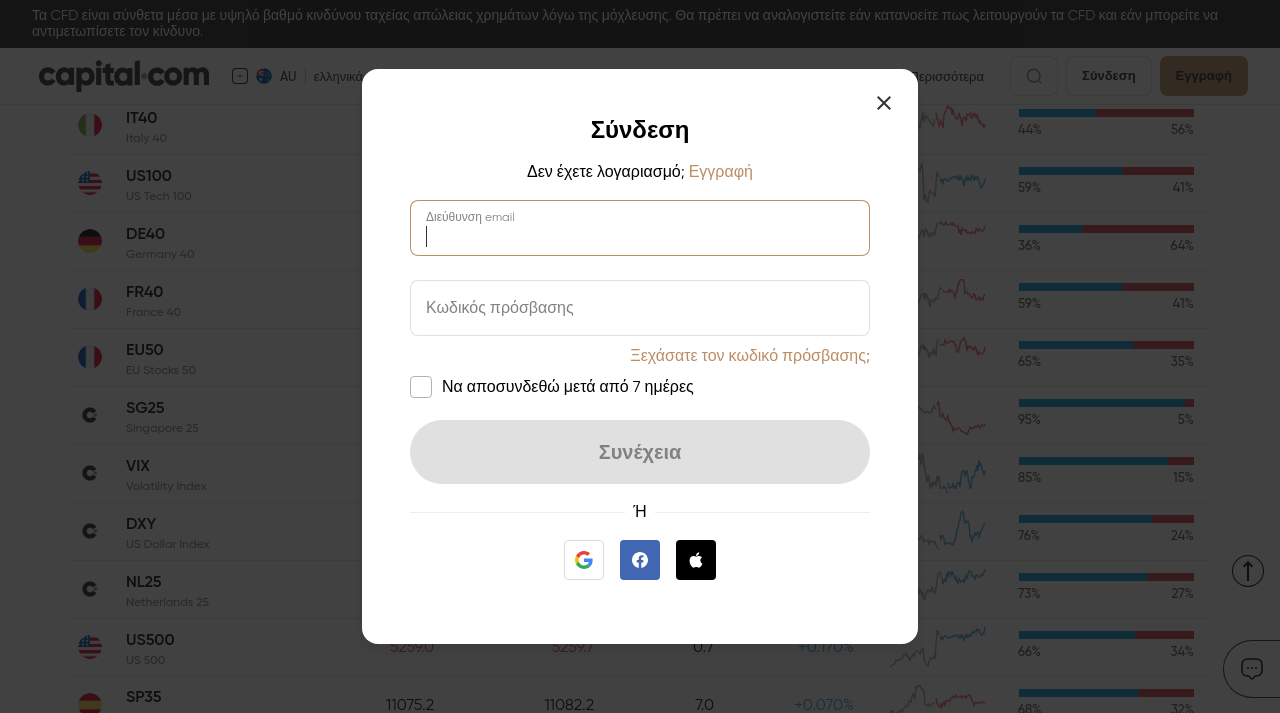 Τα CFD είναι σύνθετα μέσα με υψηλό βαθμό κινδύνου ταχείας απώλειας χρημάτων λόγω της μόχλευσης. Θα πρέπει να αναλογιστείτε εάν κατανοείτε πως λειτουργούν τα CFD και εάν μπορείτε να
αντιμετωπίσετε τον κίνδυνο.
capital.com AU ελληνικά Περισσότερα Σύνδεση Εγγραφή
Σύνδεση
Δεν έχετε λογαριασμό; Εγγραφή
Διεύθυνση email
Κωδικός πρόσβασης
Ξεχάσατε τον κωδικό πρόσβασης;
Να αποσυνδεθώ μετά από 7 ημέρες
Συνέχεια
Ή
IT40
Italy 40
44% 56%
US100
US Tech 100
59% 41%
DE40
Germany 40
36% 64%
FR40
France 40
59% 41%
EU50
EU Stocks 50
65% 35%
SG25
Singapore 25
95% 5%
VIX
Volatility Index
85% 15%
DXY
US Dollar Index
76% 24%
NL25
Netherlands 25
73% 27%
US500
US 500
5259.0 5259.7 0.7 +0.170%
66% 34%
SP35
11075.2 11082.2 7.0 +0.070%
68% 32%